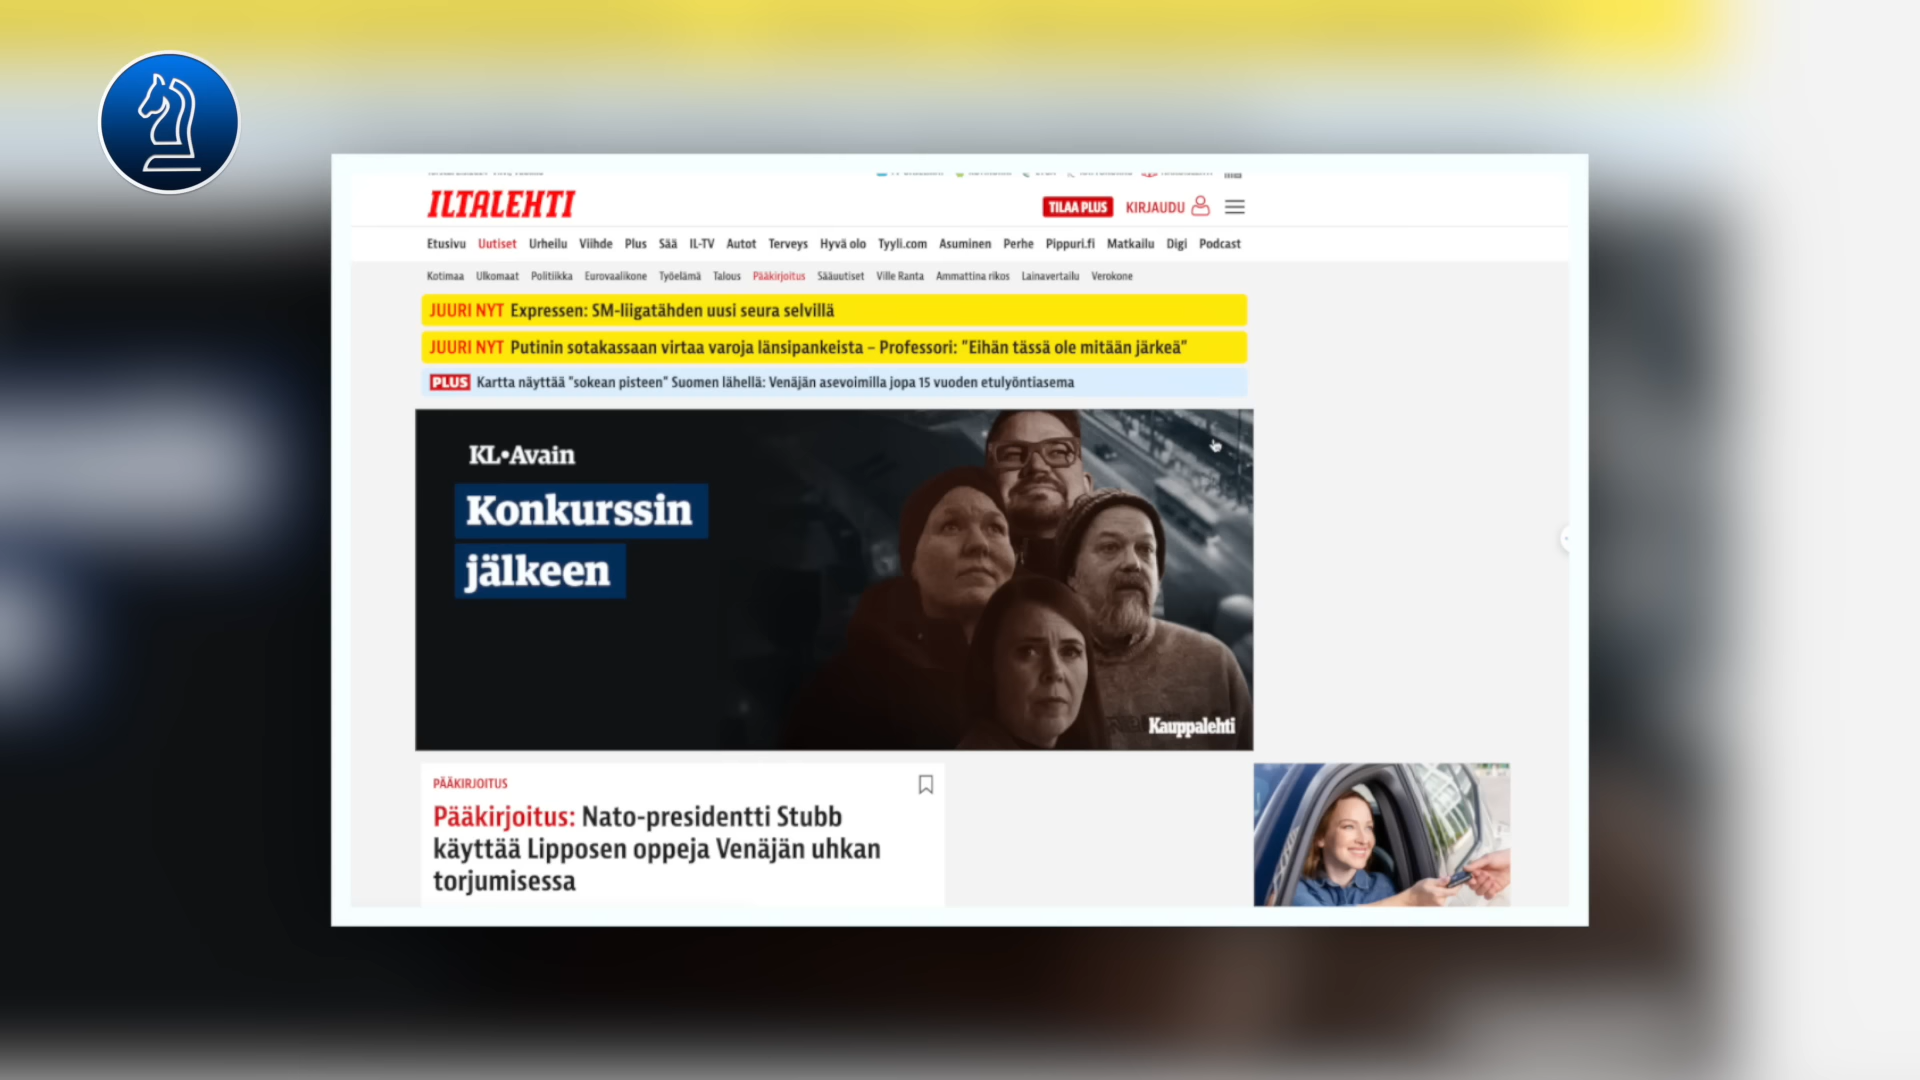 ILTALEHTI
TILAA PLUS KIRJAUDU
Etusivu Uutiset Urheilu Viihde Plus Sää IL-TV Autot Terveys Hyvä olo Tyyli.com Asuminen Perhe Pippuri.fi Matkailu Digi Podcast
Kotimaa Ulkomaat Politiikka Eurovaalikone Työelämä Talous Pääkirjoitus Sääuutiset Ville Ranta Ammattina rikos Lainavertailu Verokone
JUURI NYT Expressen: SM-liigatähden uusi seura selvillä
JUURI NYT Putinin sotakassaan virtaa varoja länsipankeista – Professori: ”Eihän tässä ole mitään järkeä”
PLUS Kartta näyttää ”sokean pisteen” Suomen lähellä: Venäjän asevoimilla jopa 15 vuoden etulyöntiasema
KL•Avain
Konkurssin
jälkeen
Kauppalehti
PÄÄKIRJOITUS
Pääkirjoitus: Nato-presidentti Stubb
käyttää Lipposen oppeja Venäjän uhkan
torjumisessa